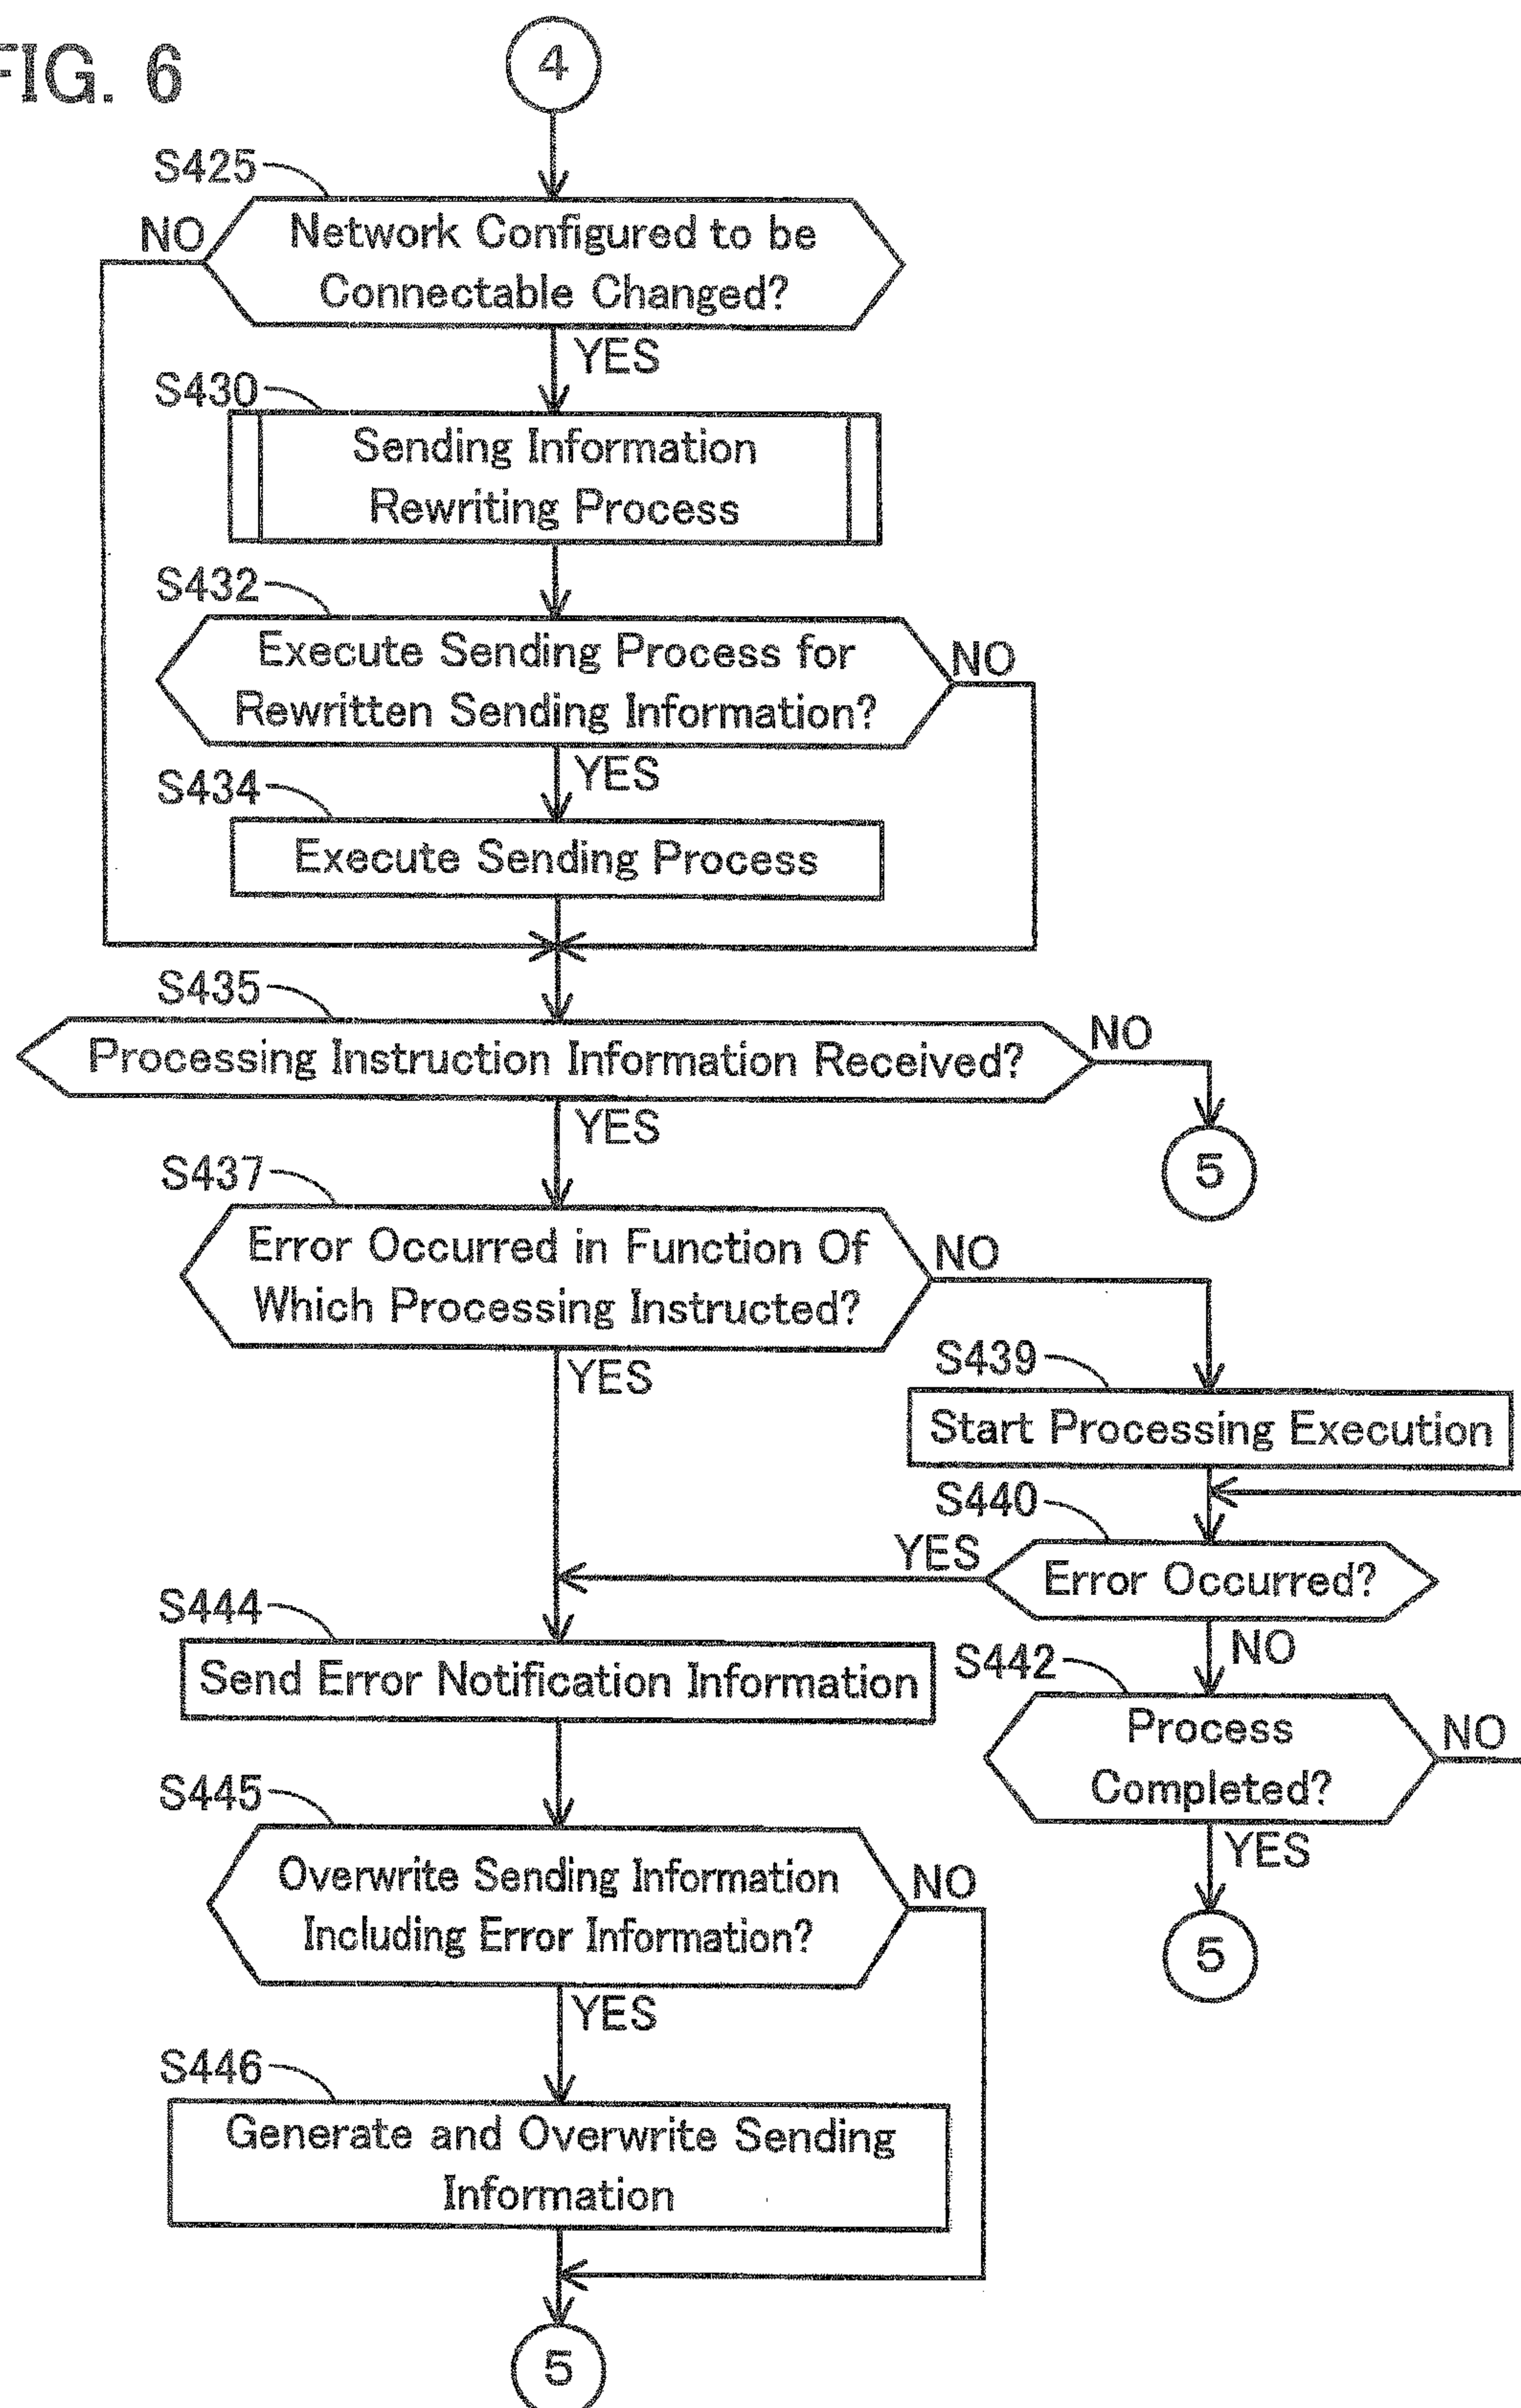 FIG. 6
4
S425
NO
Network Configured to be
Connectable Changed?
YES
S430
Sending Information
Rewriting Process
S432
Execute Sending Process for
Rewritten Sending Information?
NO
YES
S434
Execute Sending Process
S435
Processing Instruction Information Received?
NO
YES
5
S437
Error Occurred in Function Of
Which Processing Instructed?
NO
YES
S439
Start Processing Execution
S440
YES
Error Occurred?
NO
S444
Send Error Notification Information
S442
Process
Completed?
NO
YES
5
S445
Overwrite Sending Information
Including Error Information?
NO
YES
S446
Generate and Overwrite Sending
Information
5